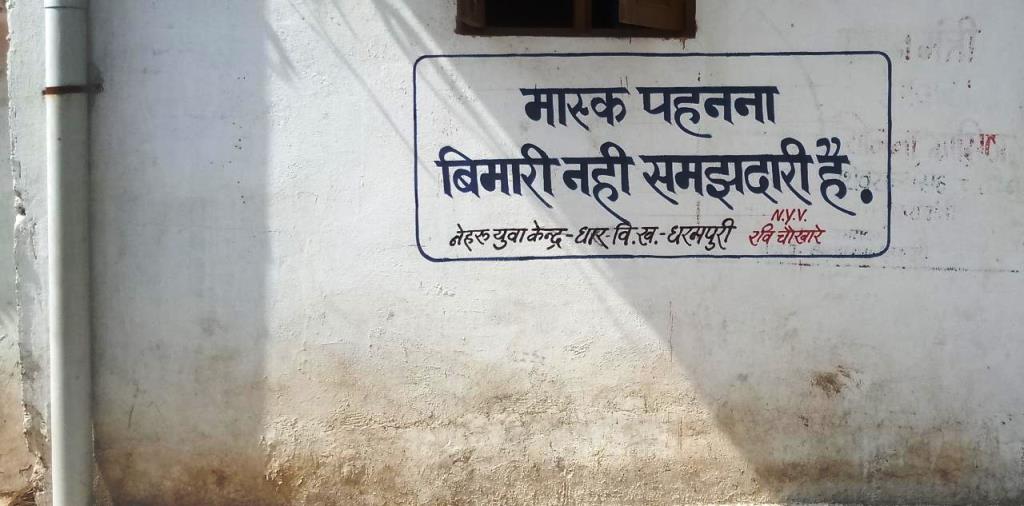 मास्क पहनना
बिमारी नही समझदारी है.
नेहरू युवा केन्द्र-धार वि.ख.-धरमपुरी
N.Y.V.
रवि चौखारे